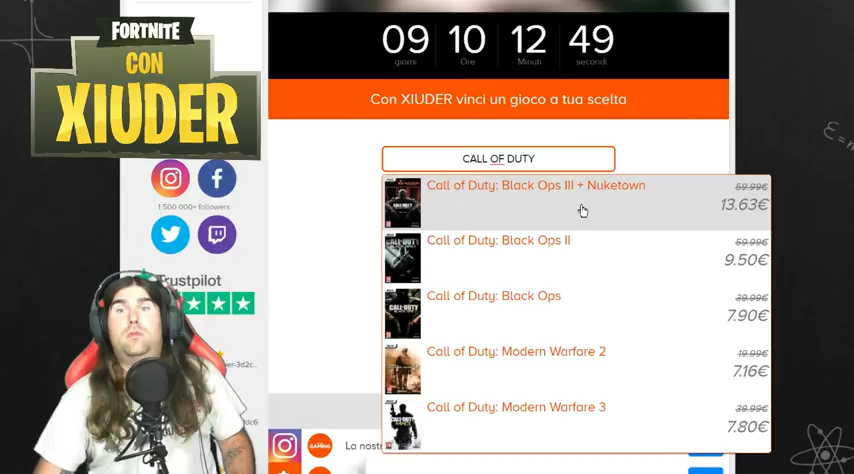 FORTNITE
CON
XIUDER
09 10 12 49
giorni Ore Minuti secondi
Con XIUDER vinci un gioco a tua scelta
CALL OF DUTY
Call of Duty: Black Ops III + Nuketown
59.99€
13.63€
Call of Duty: Black Ops II
59.99€
9.50€
Call of Duty: Black Ops
39.99€
7.90€
Call of Duty: Modern Warfare 2
19.99€
7.16€
Call of Duty: Modern Warfare 3
39.99€
7.80€
1 500 000+ followers
Trustpilot
GAMING
La nostr